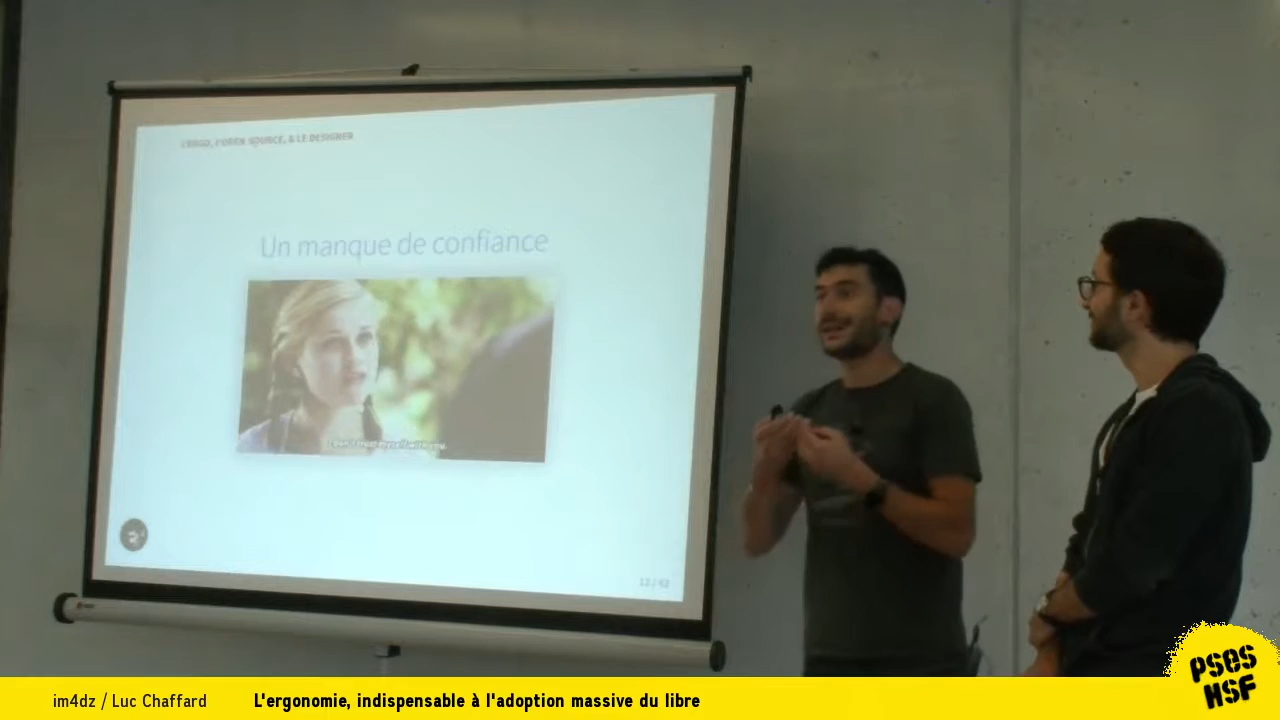 L'ERGO, L'OPEN SOURCE, & LE DESIGNER
Un manque de confiance
12 / 42
PSES
HSF
im4dz / Luc Chaffard
L'ergonomie, indispensable à l'adoption massive du libre